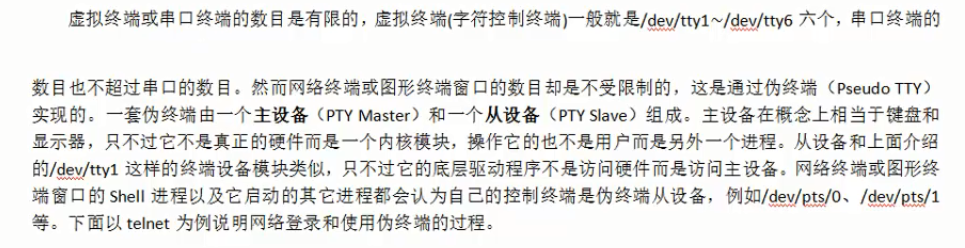 虚拟终端或串口终端的数目是有限的，虚拟终端(字符控制终端)一般就是/dev/tty1~/dev/tty6 六个，串口终端的
数目也不超过串口的数目。然而网络终端或图形终端窗口的数目却是不受限制的，这是通过伪终端（Pseudo TTY）
实现的。一套伪终端由一个主设备（PTY Master）和一个从设备（PTY Slave）组成。主设备在概念上相当于键盘和
显示器，只不过它不是真正的硬件而是一个内核模块，操作它的也不是用户而是另外一个进程。从设备和上面介绍
的/dev/tty1 这样的终端设备模块类似，只不过它的底层驱动程序不是访问硬件而是访问主设备。网络终端或图形终
端窗口的 Shell 进程以及它启动的其它进程都会认为自己的控制终端是伪终端从设备，例如/dev/pts/0、/dev/pts/1
等。下面以 telnet 为例说明网络登录和使用伪终端的过程。